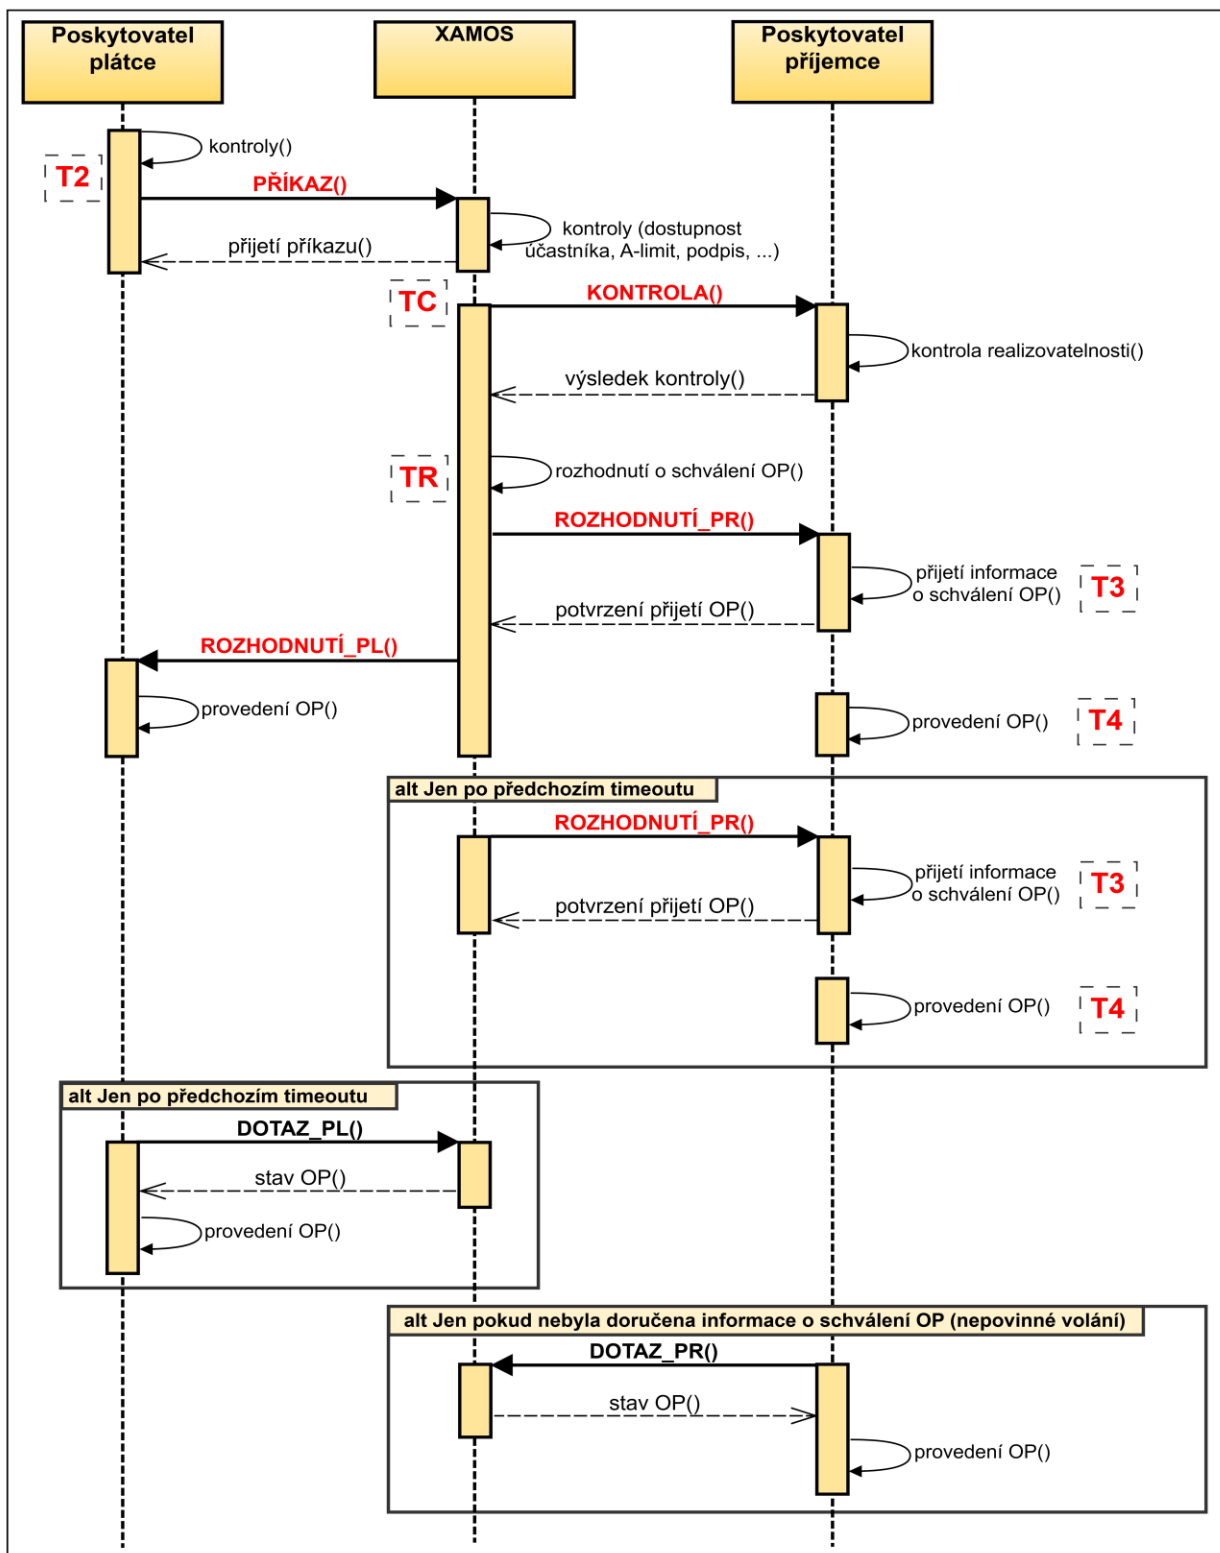 Poskytovatel
plátce
XAMOS
Poskytovatel
příjemce
kontroly()
T2
PŘÍKAZ()
kontroly (dostupnost
účastníka, A-limit, podpis, ...)
přijetí příkazu()
TC
KONTROLA()
kontrola realizovatelnosti()
výsledek kontroly()
TR
rozhodnutí o schválení OP()
ROZHODNUTÍ_PR()
přijetí informace
o schválení OP()
T3
potvrzení přijetí OP()
ROZHODNUTÍ_PL()
provedení OP()
provedení OP()
T4
alt Jen po předchozím timeoutu
ROZHODNUTÍ_PR()
přijetí informace
o schválení OP()
T3
potvrzení přijetí OP()
provedení OP()
T4
alt Jen po předchozím timeoutu
DOTAZ_PL()
stav OP()
provedení OP()
alt Jen pokud nebyla doručena informace o schválení OP (nepovinné volání)
DOTAZ_PR()
stav OP()
provedení OP()